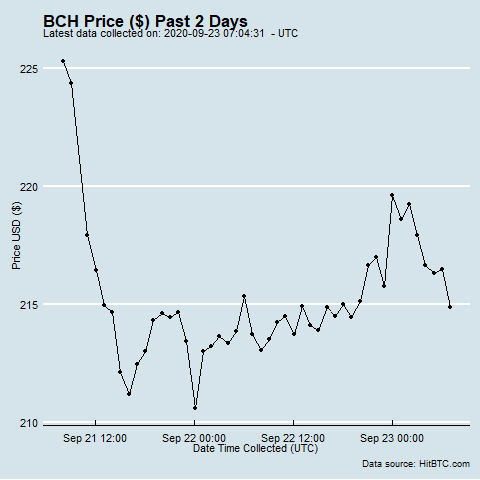 BCH Price ($) Past 2 Days
Latest data collected on: 2020-09-23 07:04:31 - UTC
225
220
215
210
Price USD ($)
Sep 21 12:00 Sep 22 00:00 Sep 22 12:00 Sep 23 00:00
Date Time Collected (UTC)
Data source: HitBTC.com